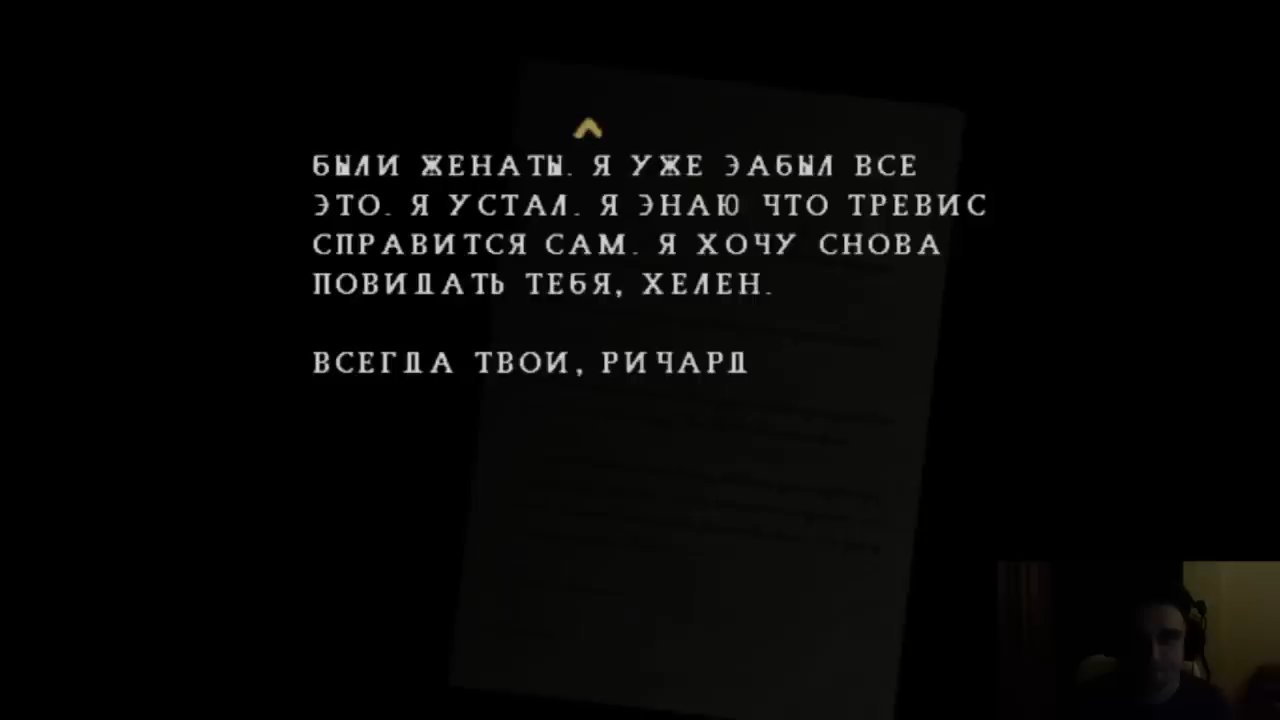 БЫЛИ ЖЕНАТЫ. Я УЖЕ ЗАБЫЛ ВСЕ
ЭТО. Я УСТАЛ. Я ЗНАЮ ЧТО ТРЕВИС
СПРАВИТСЯ САМ. Я ХОЧУ СНОВА
ПОВИДАТЬ ТЕБЯ, ХЕЛЕН.
ВСЕГДА ТВОИ, РИЧАРД